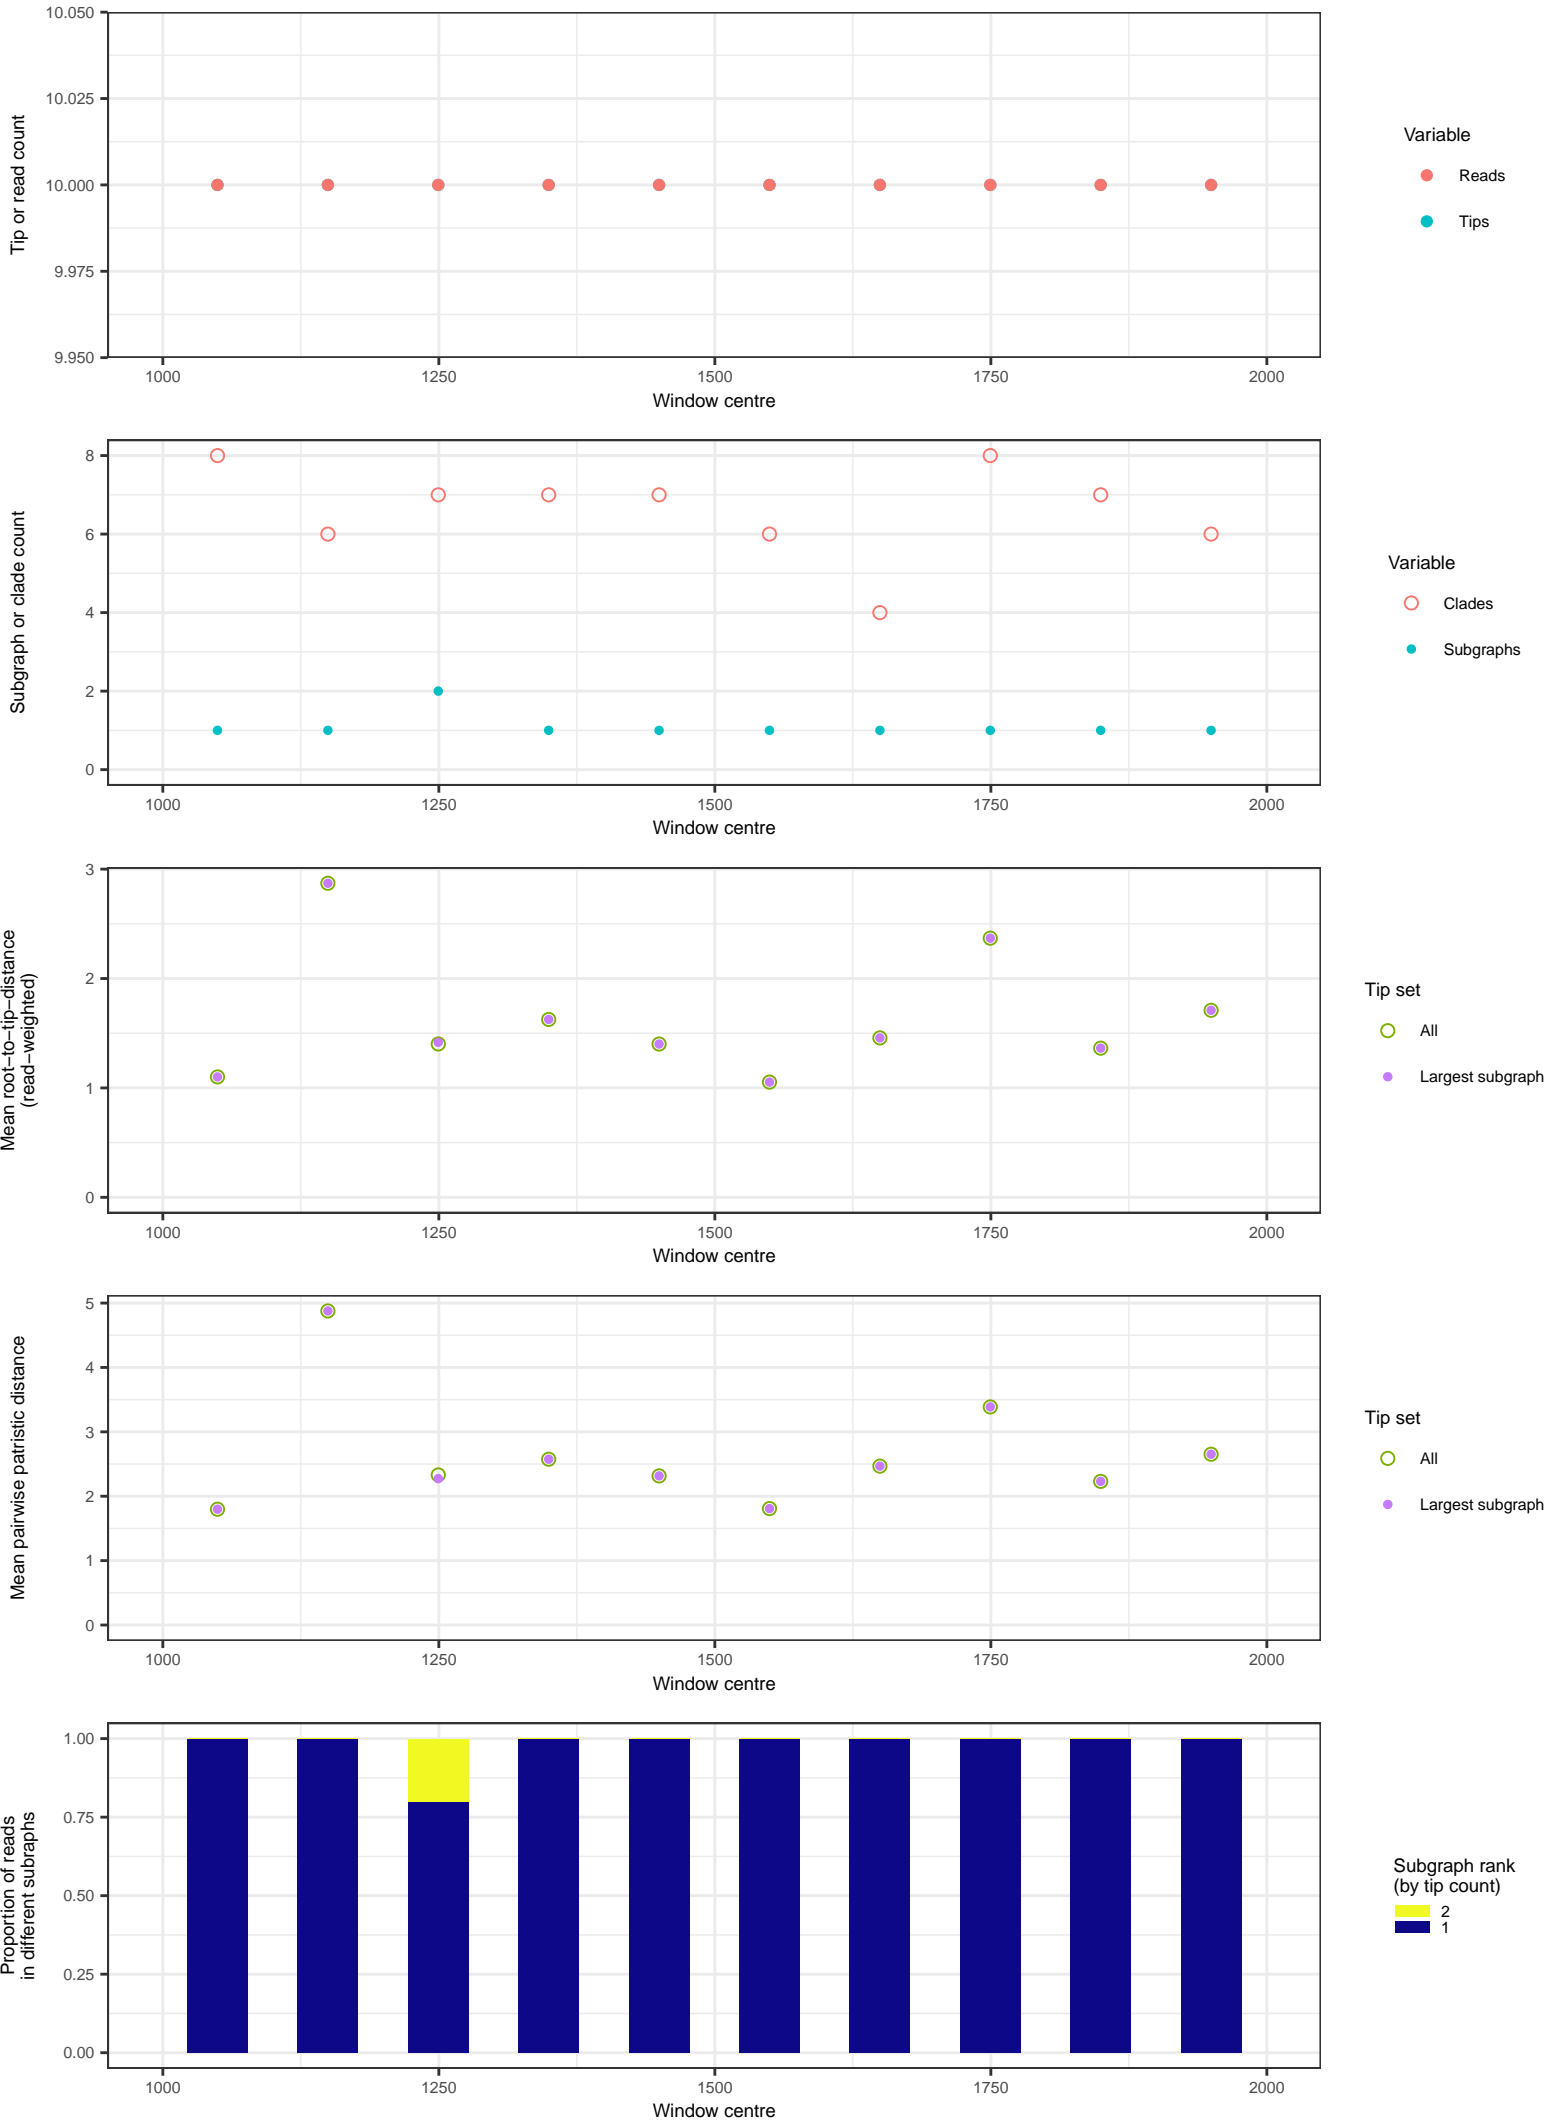 Tip or read count
10.050
10.025
10.000
9.975
9.950
1000 1250 1500 1750 2000
Window centre
Variable
Reads
Tips
Subgraph or clade count
8
6
4
2
0
1000 1250 1500 1750 2000
Window centre
Variable
Clades
Subgraphs
Mean root−to−tip−distance
(read−weighted)
3
2
1
0
1000 1250 1500 1750 2000
Window centre
Tip set
All
Largest subgraph
Mean pairwise patristic distance
5
4
3
2
1
0
1000 1250 1500 1750 2000
Window centre
Tip set
All
Largest subgraph
Proportion of reads
in different subraphs
1.00
0.75
0.50
0.25
0.00
1000 1250 1500 1750 2000
Window centre
Subgraph rank
(by tip count)
2
1